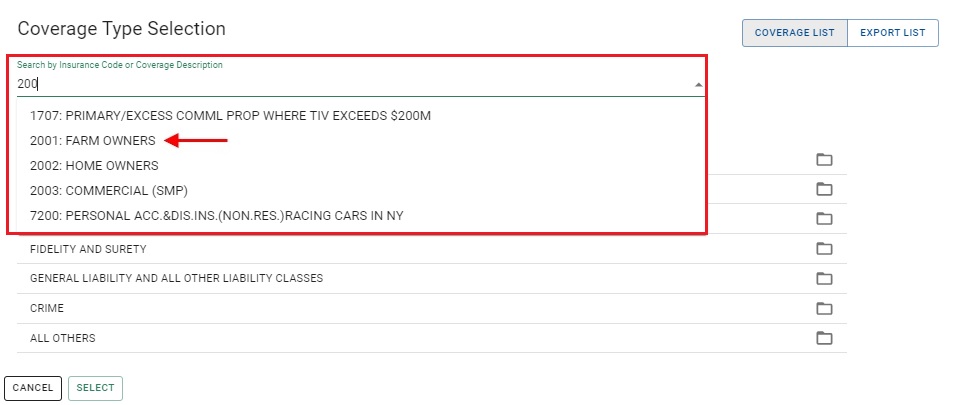 Coverage Type Selection
COVERAGE LIST
EXPORT LIST
Search by Insurance Code or Coverage Description
200
1707: PRIMARY/EXCESS COMML PROP WHERE TIV EXCEEDS $200M
2001: FARM OWNERS
2002: HOME OWNERS
2003: COMMERCIAL (SMP)
7200: PERSONAL ACC.&DIS.INS.(NON.RES.)RACING CARS IN NY
FIDELITY AND SURETY
GENERAL LIABILITY AND ALL OTHER LIABILITY CLASSES
CRIME
ALL OTHERS
CANCEL
SELECT